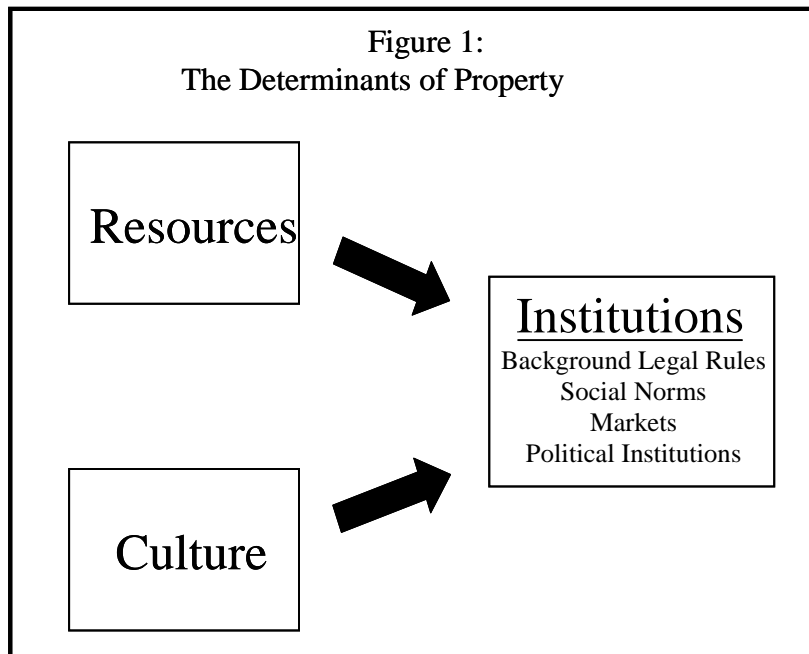 Figure 1:
The Determinants of Property
Resources
Institutions
Background Legal Rules
Social Norms
Markets
Political Institutions
Culture